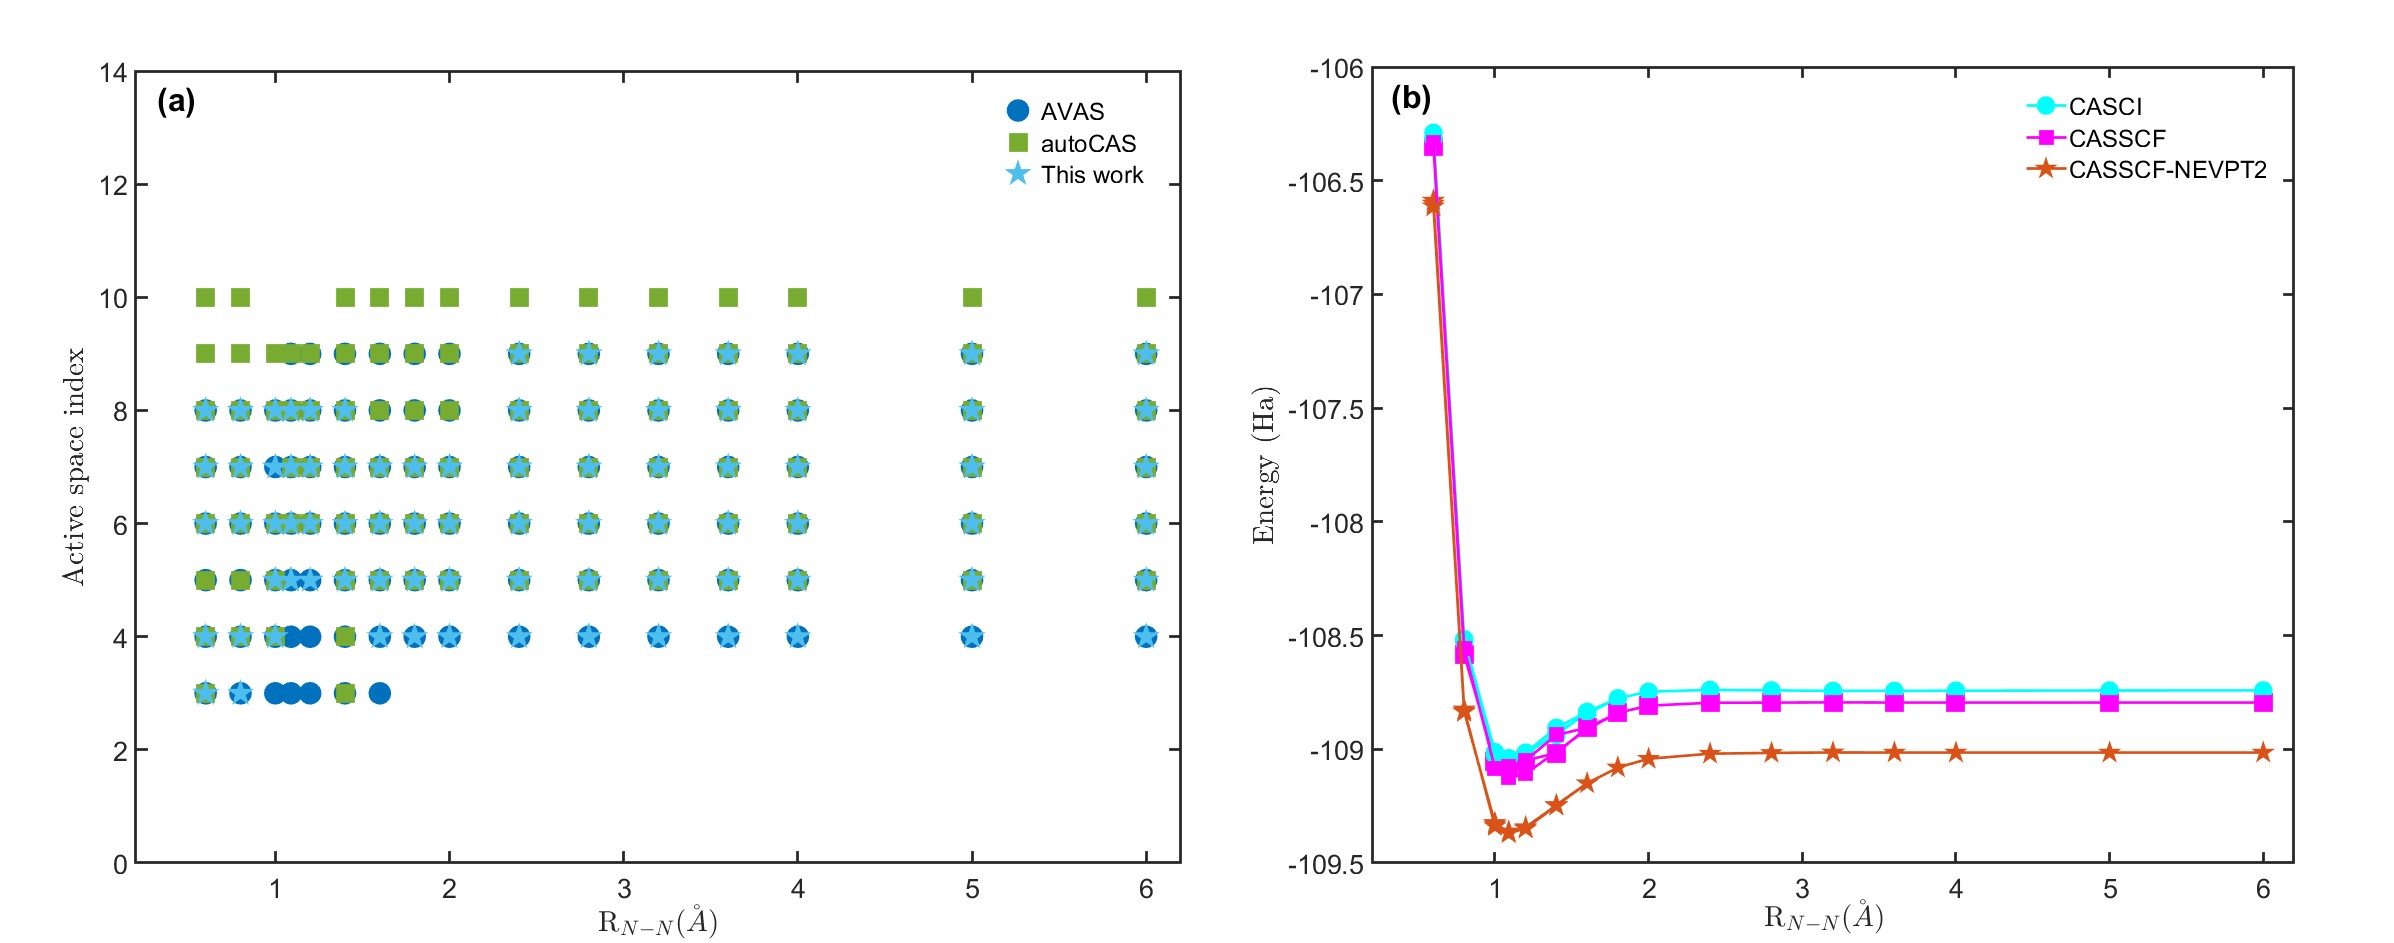 (a)
AVAS
autoCAS
This work
14
12
10
8
6
4
2
0
Active space index
1 2 3 4 5 6
R_{N−N}(Å)
(b)
CASCI
CASSCF
CASSCF-NEVPT2
-106
-106.5
-107
-107.5
-108
-108.5
-109
-109.5
Energy (Ha)
1 2 3 4 5 6
R_{N−N}(Å)